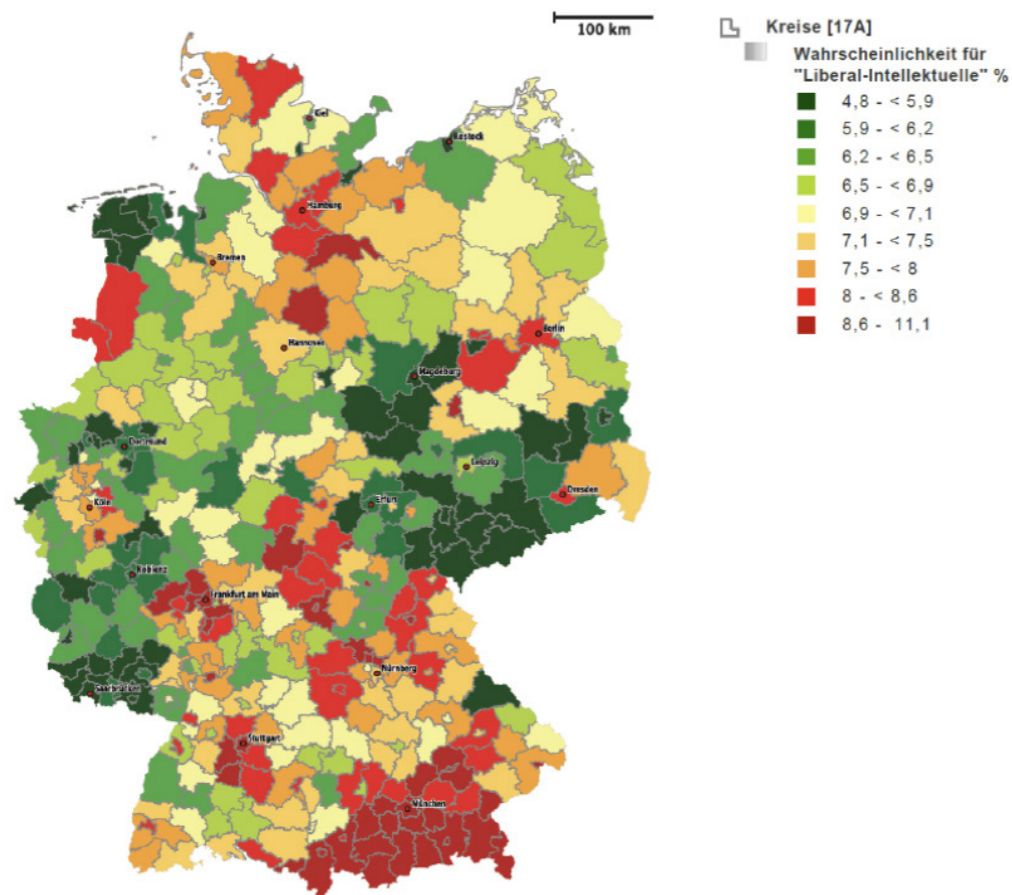 100 km
Kreise [17A]
Wahrscheinlichkeit für
"Liberal-Intellektuelle" %
4,8 - < 5,9
5,9 - < 6,2
6,2 - < 6,5
6,5 - < 6,9
6,9 - < 7,1
7,1 - < 7,5
7,5 - < 8
8 - < 8,6
8,6 - 11,1
Kiel
Rostock
Hamburg
Bremen
Berlin
Hannover
Magdeburg
Dortmund
Leipzig
Dresden
Köln
Erfurt
Koblenz
Frankfurt am Main
Nürnberg
Saarbrücken
Stuttgart
München